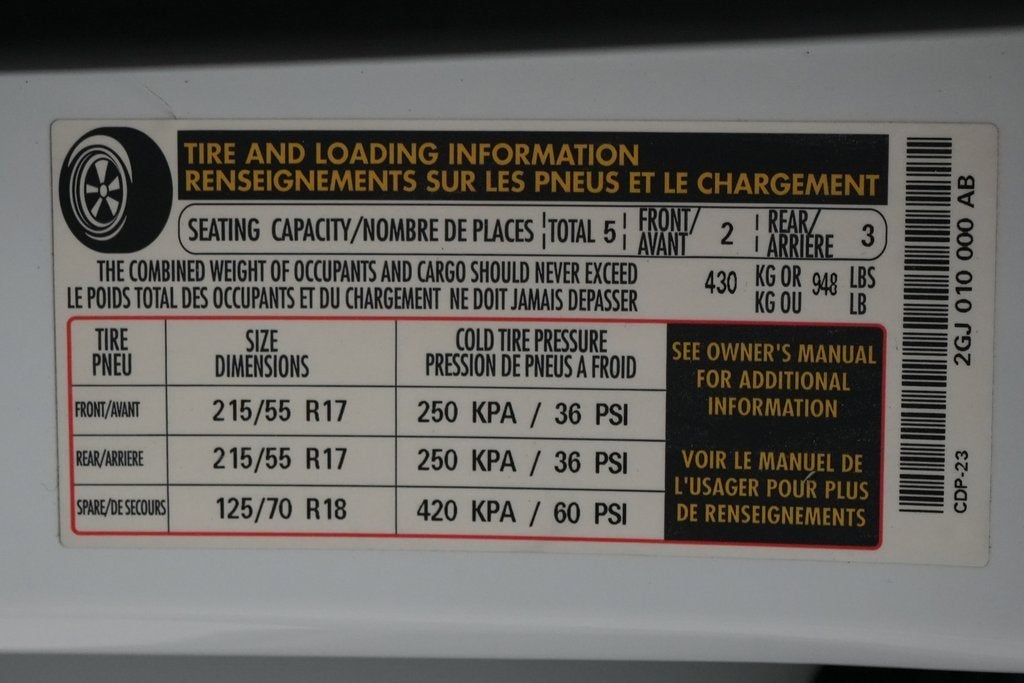 TIRE AND LOADING INFORMATION
RENSEIGNEMENTS SUR LES PNEUS ET LE CHARGEMENT
SEATING CAPACITY/NOMBRE DE PLACES TOTAL 5 FRONT/AVANT 2 REAR/ARRIÈRE 3
THE COMBINED WEIGHT OF OCCUPANTS AND CARGO SHOULD NEVER EXCEED 430 KG OR 948 LBS
LE POIDS TOTAL DES OCCUPANTS ET DU CHARGEMENT NE DOIT JAMAIS DEPASSER KG OU LB
TIRE SIZE COLD TIRE PRESSURE
PNEU DIMENSIONS PRESSION DE PNEUS A FROID
FRONT/AVANT 215/55 R17 250 KPA / 36 PSI
REAR/ARRIERE 215/55 R17 250 KPA / 36 PSI
SPARE/DE SECOURS 125/70 R18 420 KPA / 60 PSI
SEE OWNER'S MANUAL
FOR ADDITIONAL
INFORMATION
VOIR LE MANUEL DE
L'USAGER POUR PLUS
DE RENSEIGNEMENTS
2GJ 010 000 AB
CDP-23